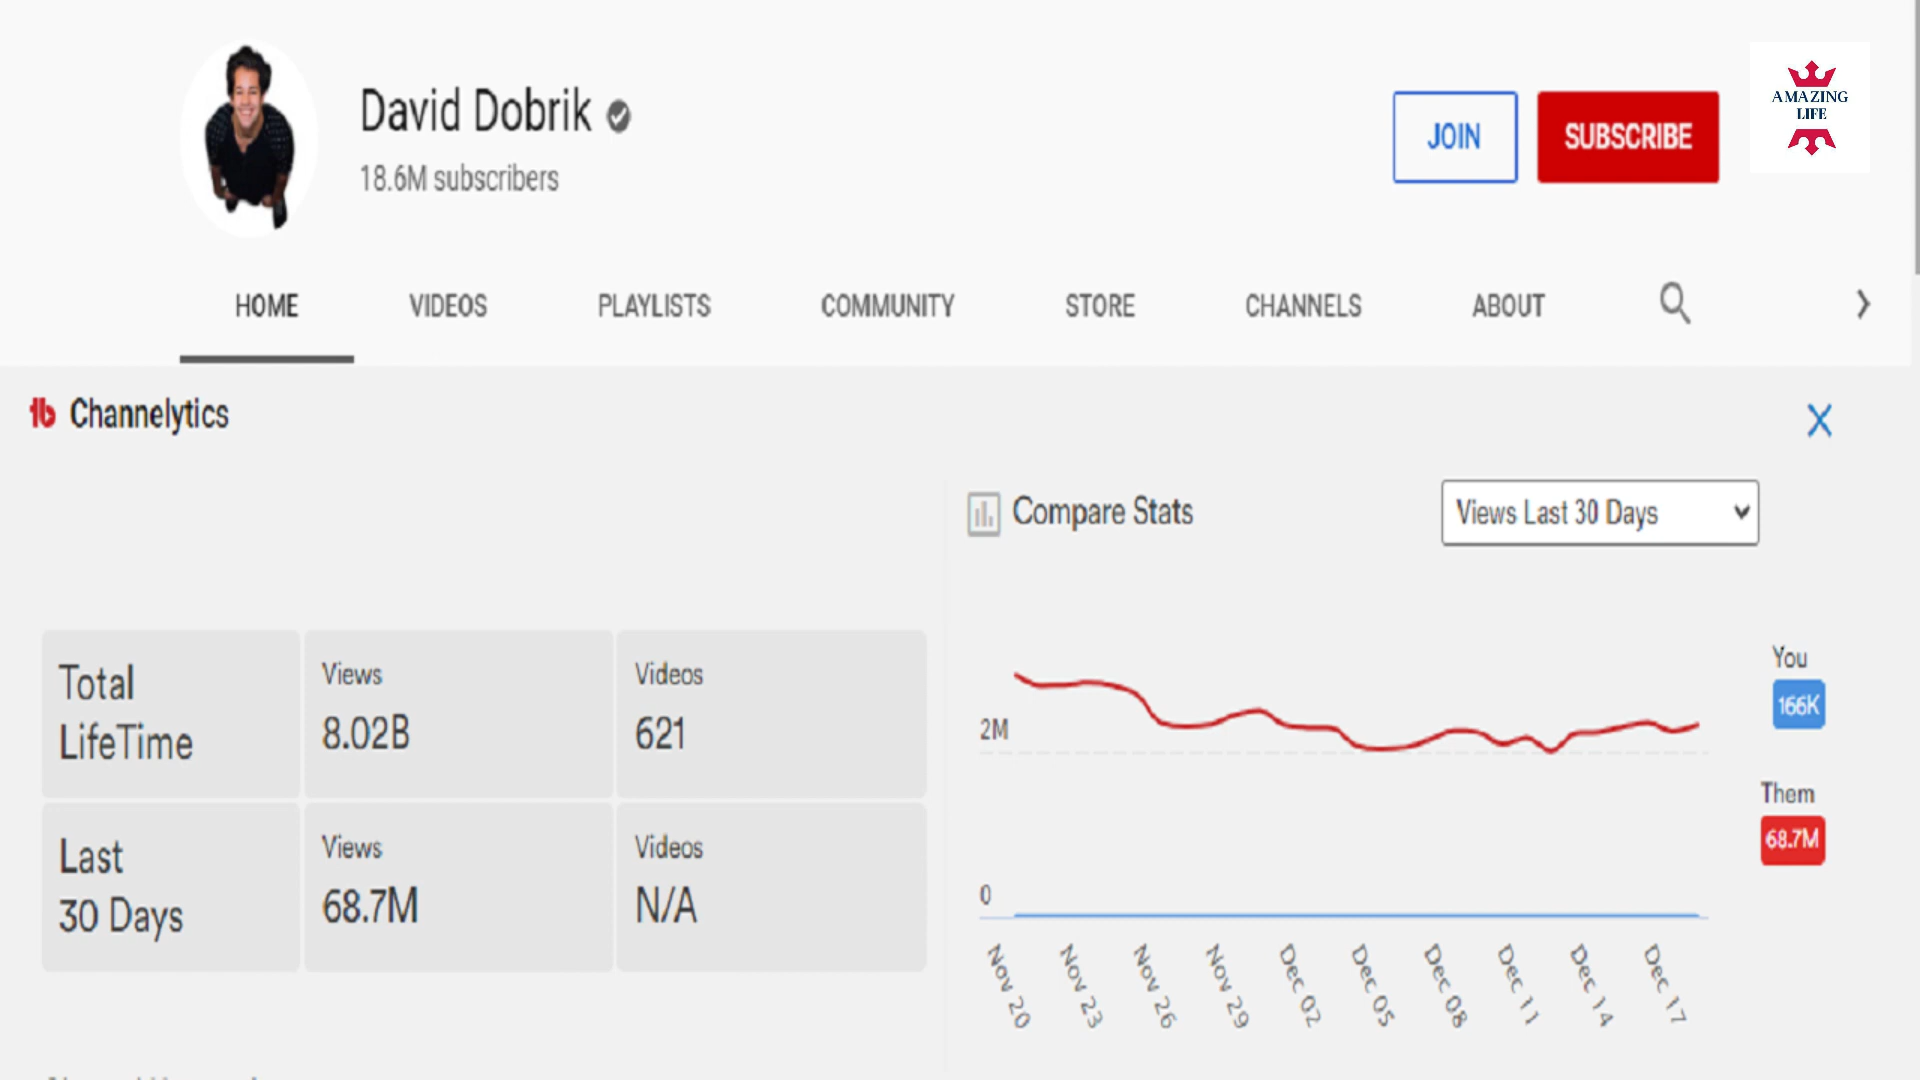 David Dobrik
18.6M subscribers
JOIN
SUBSCRIBE
AMAZING
LIFE
HOME
VIDEOS
PLAYLISTS
COMMUNITY
STORE
CHANNELS
ABOUT
Channelytics
X
Compare Stats
Views Last 30 Days
Total
LifeTime
Views
8.02B
Videos
621
Last
30 Days
Views
68.7M
Videos
N/A
2M
0
Nov 20
Nov 23
Nov 26
Nov 29
Dec 02
Dec 05
Dec 08
Dec 11
Dec 14
Dec 17
You
166K
Them
68.7M